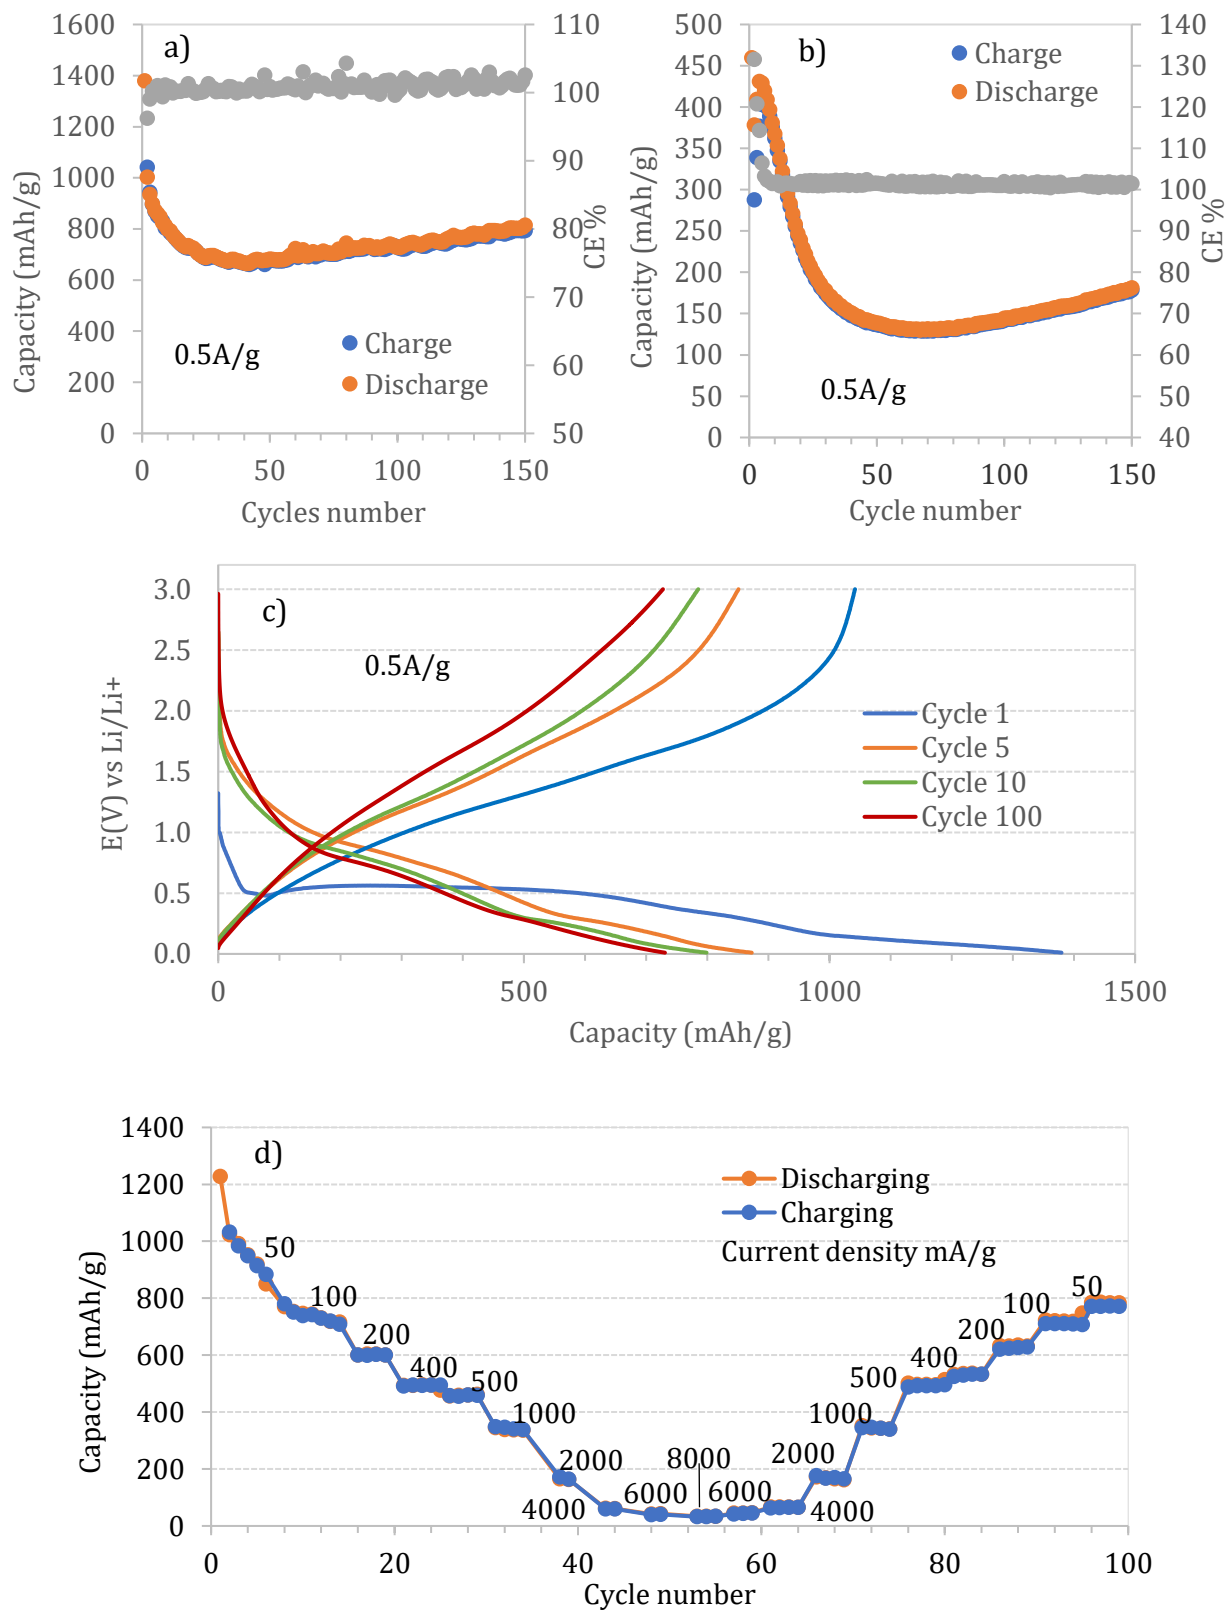 a)
1600
1400
1200
1000
800
600
400
200
0
Capacity (mAh/g)
110
100
90
80
70
60
50
CE %
0.5A/g
Charge
Discharge
0 50 100 150
Cycles number
b)
500
450
400
350
300
250
200
150
100
50
0
Capacity (mAh/g)
140
130
120
110
100
90
80
70
60
50
40
CE %
Charge
Discharge
0.5A/g
0 50 100 150
Cycle number
c)
3.0
2.5
2.0
1.5
1.0
0.5
0.0
E(V) vs Li/Li+
0.5A/g
Cycle 1
Cycle 5
Cycle 10
Cycle 100
0 500 1000 1500
Capacity (mAh/g)
d)
1400
1200
1000
800
600
400
200
0
Capacity (mAh/g)
Discharging
Charging
Current density mA/g
50
100
200
400
500
1000
2000
4000
6000
8000
6000
4000
2000
1000
500
400
200
100
50
0 20 40 60 80 100
Cycle number